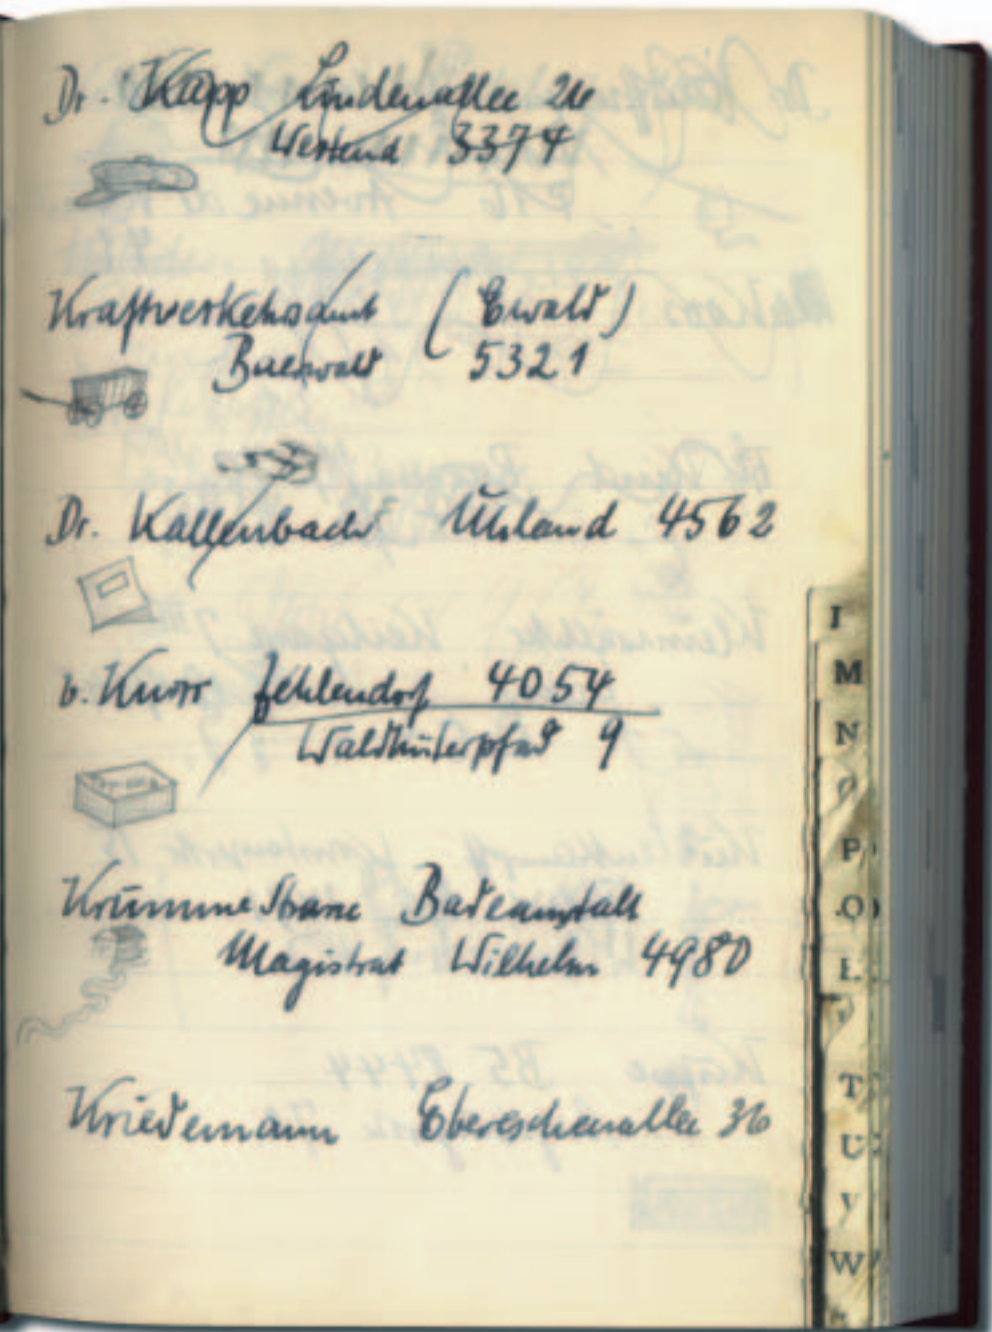 Dr. Kapp Lindenallee 26
Westend 3374
Kraftverkehrsamt (Ewald)
Baerwald 5321
Dr. Kallenbach Uhland 4562
b. Knorr Zehlendorf 4054
Waldhüterpfad 9
Krumme Strasse Badeanstalt
Magistrat Wilhelm 4980
Kriedemann Ebereschenallee 36
I
M
N
O
P
Q
T
U
V
W